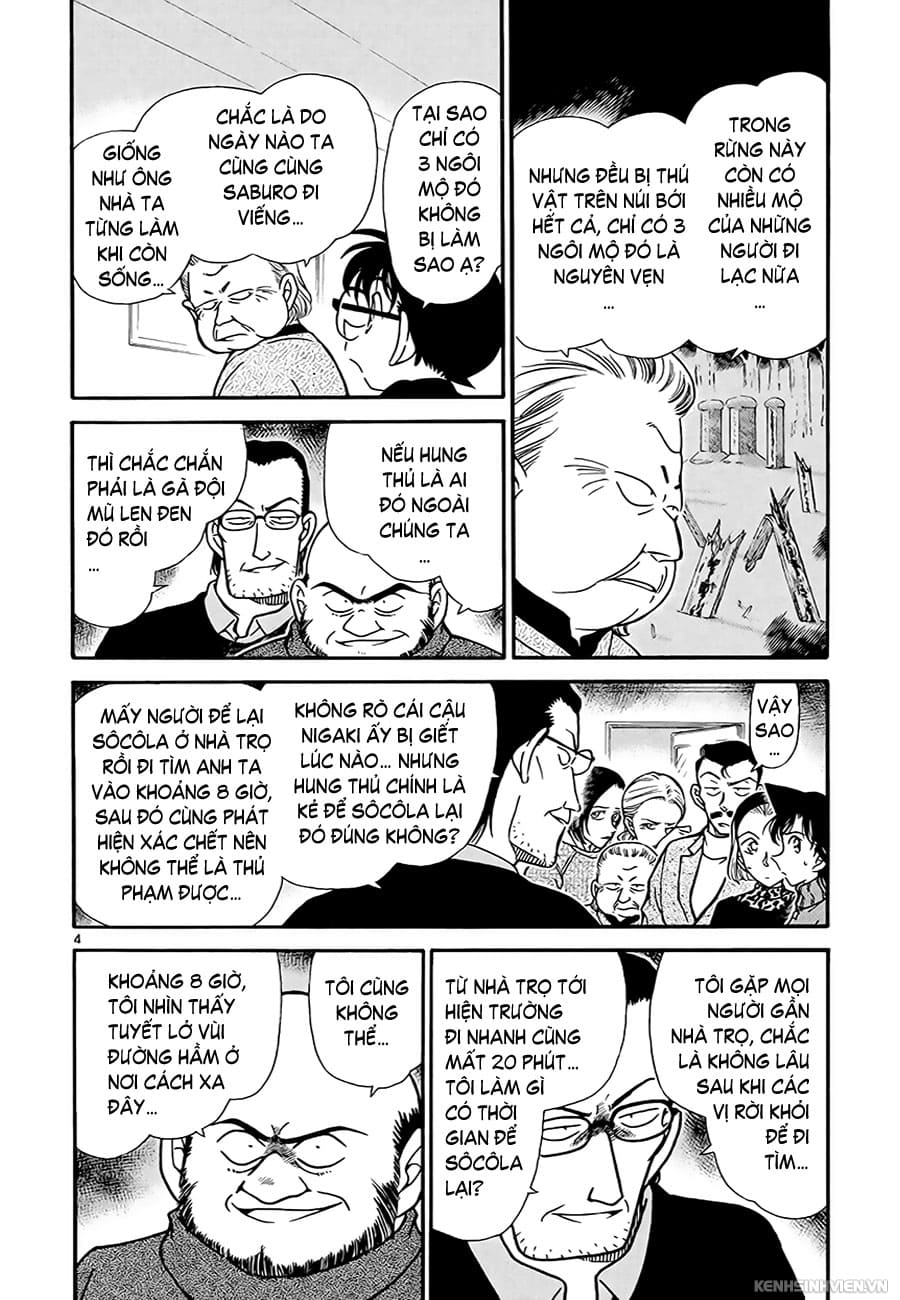 TRONG
RỪNG NÀY
CÒN CÓ
NHIỀU MỘ
CỦA NHỮNG
NGƯỜI ĐI
LẠC NỮA
...
NHƯNG ĐỀU BỊ THÚ
VẬT TRÊN NÚI BỚI
HẾT CẢ, CHỈ CÓ 3
NGÔI MỘ ĐÓ LÀ
NGUYÊN VẸN
...
TẠI SAO
CHỈ CÓ
3 NGÔI
MỘ ĐÓ
KHÔNG
BỊ LÀM
SAO Ạ?
CHẮC LÀ DO
NGÀY NÀO TA
CŨNG CÙNG
SABURO ĐI
VIẾNG...
GIỐNG
NHƯ ÔNG
NHÀ TA
TỪNG LÀM
KHI CÒN
SỐNG...
NẾU HUNG
THỦ LÀ AI
ĐÓ NGOÀI
CHÚNG TA
...
THÌ CHẮC CHẮN
PHẢI LÀ GÃ ĐỘI
MŨ LEN ĐEN
ĐÓ RỒI
...
VẬY
SAO
...
KHÔNG RÕ CÁI CẬU
NIGAKI ẤY BỊ GIẾT
LÚC NÀO... NHƯNG
HUNG THỦ CHÍNH LÀ
KẺ ĐỂ SÔCÔLA LẠI
ĐÓ ĐÚNG KHÔNG?
MẤY NGƯỜI ĐỂ LẠI
SÔCÔLA Ở NHÀ TRỌ
RỒI ĐI TÌM ANH TA
VÀO KHOẢNG 8 GIỜ,
SAU ĐÓ CÙNG PHÁT
HIỆN XÁC CHẾT NÊN
KHÔNG THỂ LÀ THỦ
PHẠM ĐƯỢC...
4
TÔI GẶP MỌI
NGƯỜI GẦN
NHÀ TRỌ, CHẮC
LÀ KHÔNG LÂU
SAU KHI CÁC
VỊ RỜI KHỎI
ĐỂ ĐI
TÌM...
TỪ NHÀ TRỌ TỚI
HIỆN TRƯỜNG
ĐI NHANH CŨNG
MẤT 20 PHÚT...
TÔI LÀM GÌ
CÓ THỜI
GIAN ĐỂ
SÔCÔLA
LẠI?
TÔI CŨNG
KHÔNG
THỂ...
KHOẢNG 8 GIỜ,
TÔI NHÌN THẤY
TUYẾT LỞ VÙI
ĐƯỜNG HẦM Ở
NƠI CÁCH XA
ĐÂY...
KENHSINHVIEN.VN